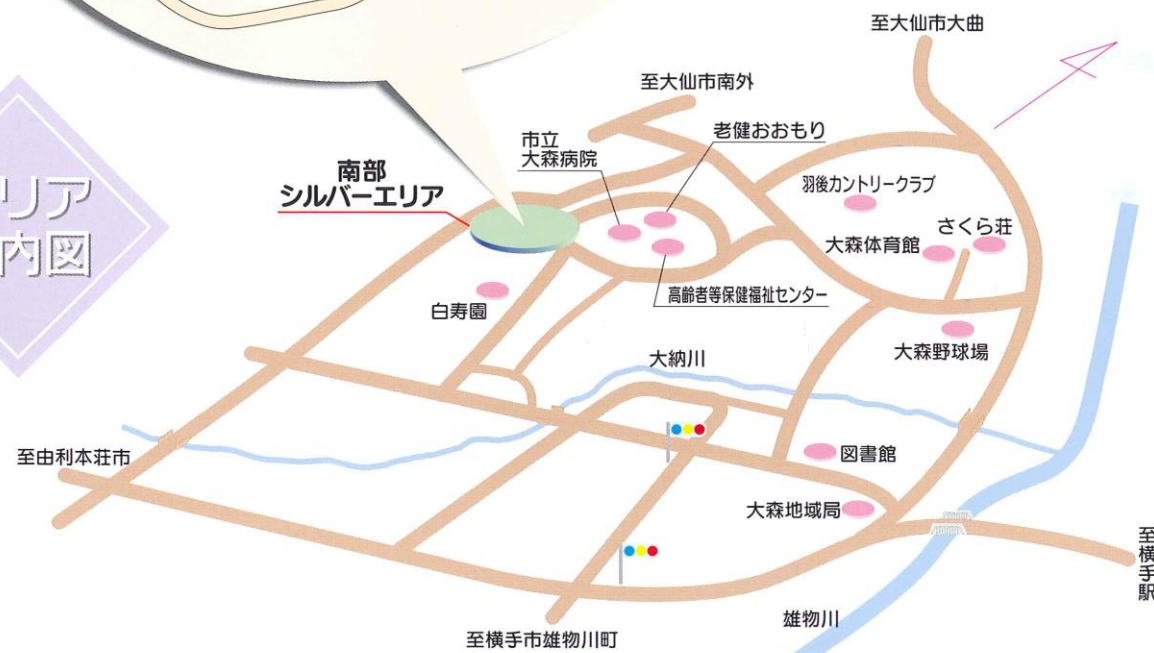 至大仙市大曲
至大仙市南外
老健おおもり
市立
大森病院
南部
シルバーエリア
羽後カントリークラブ
さくら荘
大森体育館
リア
内図
高齢者等保健福祉センター
白寿園
大納川
大森野球場
至由利本荘市
図書館
大森地域局
至横手駅
雄物川
至横手市雄物川町